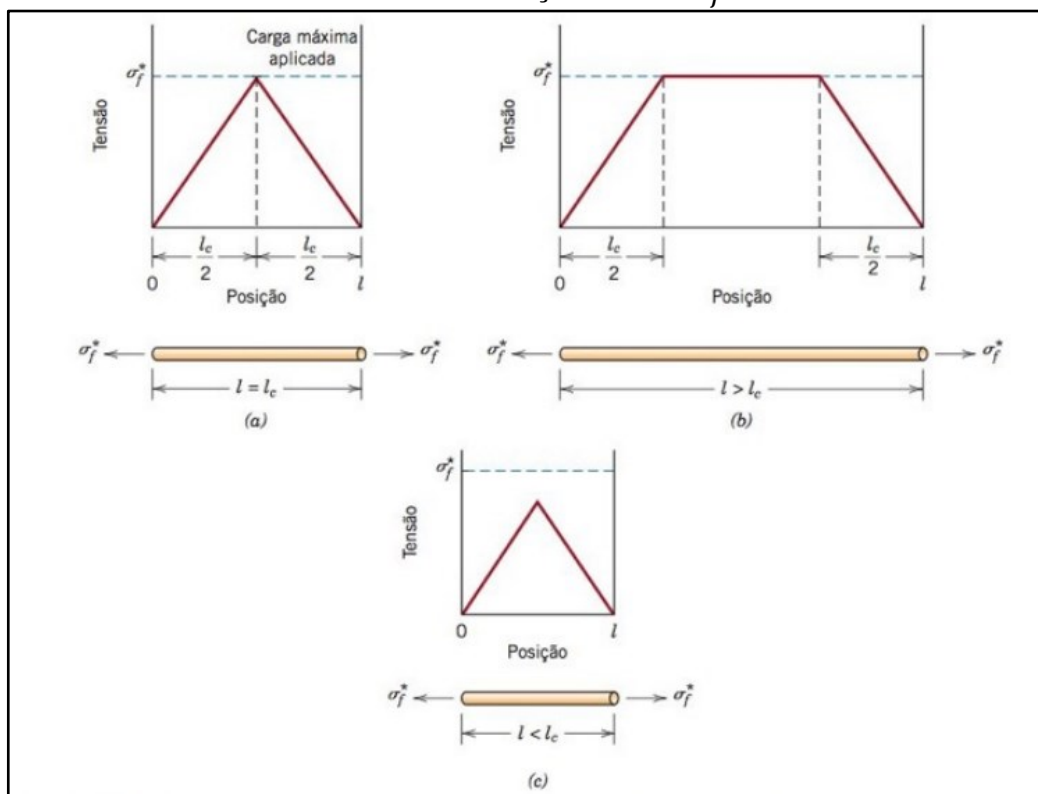 Carga máxima
aplicada
σ*f
Tensão
lc/2
lc/2
0
l
Posição
σ*f
σ*f
l = lc
(a)
σ*f
Tensão
lc/2
lc/2
0
l
Posição
σ*f
σ*f
l > lc
(b)
σ*f
Tensão
0
l
Posição
σ*f
σ*f
l < lc
(c)